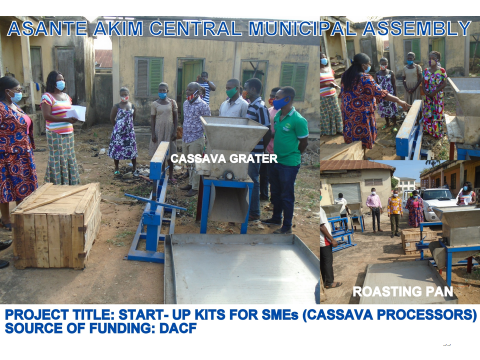 ASANTE AKIM CENTRAL MUNICIPAL ASSEMBLY
CASSAVA GRATER
ROASTING PAN
PROJECT TITLE: START- UP KITS FOR SMEs (CASSAVA PROCESSORS)
SOURCE OF FUNDING: DACF